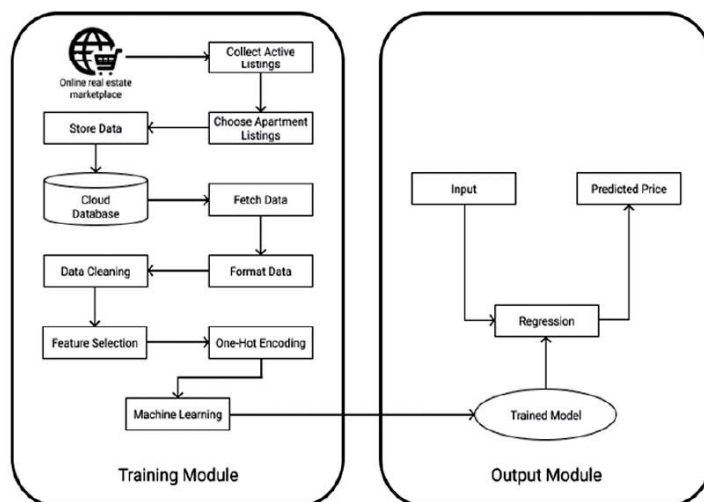 Online real estate
marketplace
Collect Active
Listings
Store Data
Choose Apartment
Listings
Cloud
Database
Fetch Data
Data Cleaning
Format Data
Feature Selection
One-Hot Encoding
Machine Learning
Training Module
Input
Predicted Price
Regression
Trained Model
Output Module